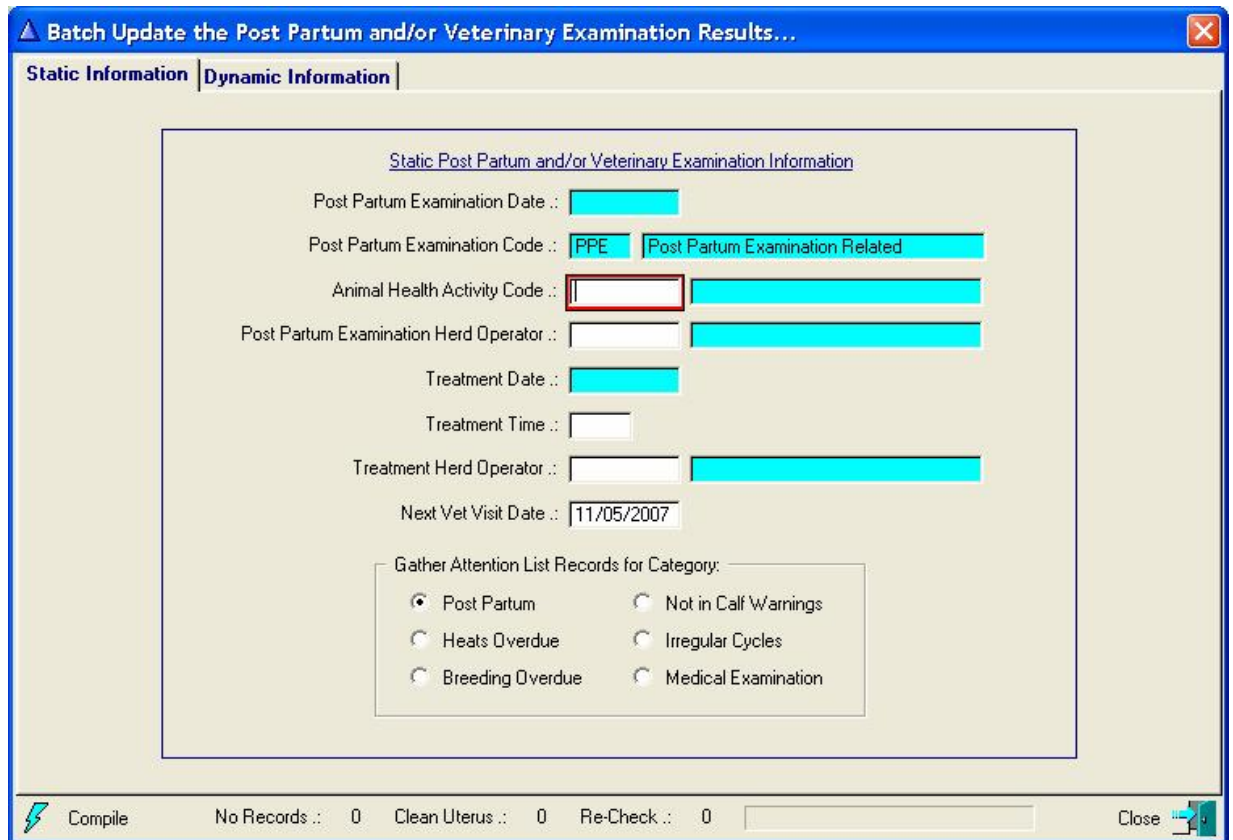 Batch Update the Post Partum and/or Veterinary Examination Results...
Static Information Dynamic Information
Static Post Partum and/or Veterinary Examination Information
Post Partum Examination Date .:
Post Partum Examination Code .: PPE Post Partum Examination Related
Animal Health Activity Code .:
Post Partum Examination Herd Operator .:
Treatment Date .:
Treatment Time .:
Treatment Herd Operator .:
Next Vet Visit Date .: 11/05/2007
Gather Attention List Records for Category:
Post Partum Not in Calf Warnings
Heats Overdue Irregular Cycles
Breeding Overdue Medical Examination
Compile No Records .: 0 Clean Uterus .: 0 Re-Check .: 0 Close